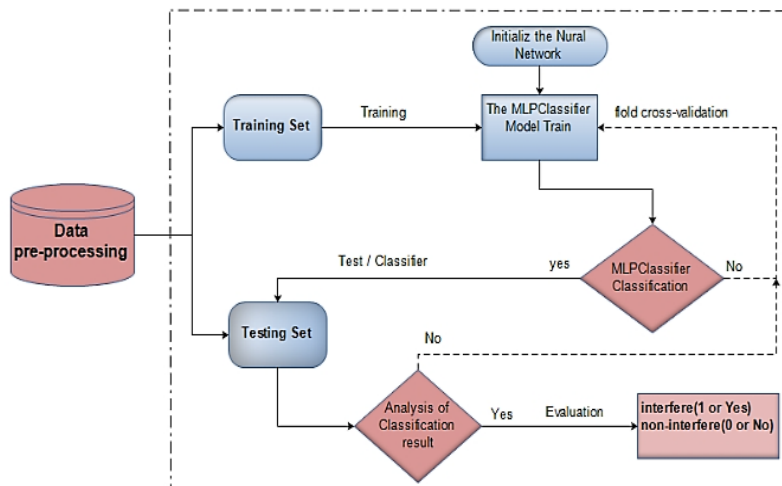 Initializ the Nural
Network
Training Set
Training
The MLPClassifier
Model Train
flold cross-validation
Data
pre-processing
Test / Classifier
yes
MLPClassifier
Classification
No
Testing Set
No
Analysis of
Classification
result
Yes
Evaluation
interfere(1 or Yes)
non-interfere(0 or No)